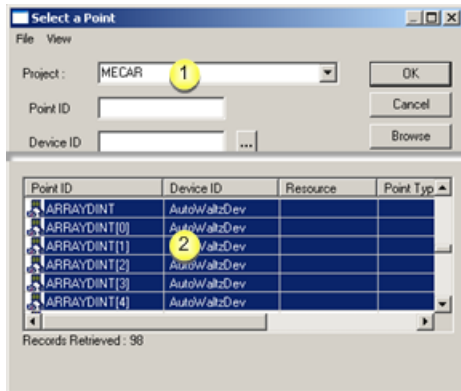 Select a Point
File View
Project : MECAR 1 OK
Point ID Cancel
Device ID ... Browse
Point ID Device ID Resource Point Typ
ARRAYDINT AutoWaltzDev
ARRAYDINT[0] AutoWaltzDev
ARRAYDINT[1] 2 AutoWaltzDev
ARRAYDINT[2] AutoWaltzDev
ARRAYDINT[3] AutoWaltzDev
ARRAYDINT[4] AutoWaltzDev
Records Retrieved : 98